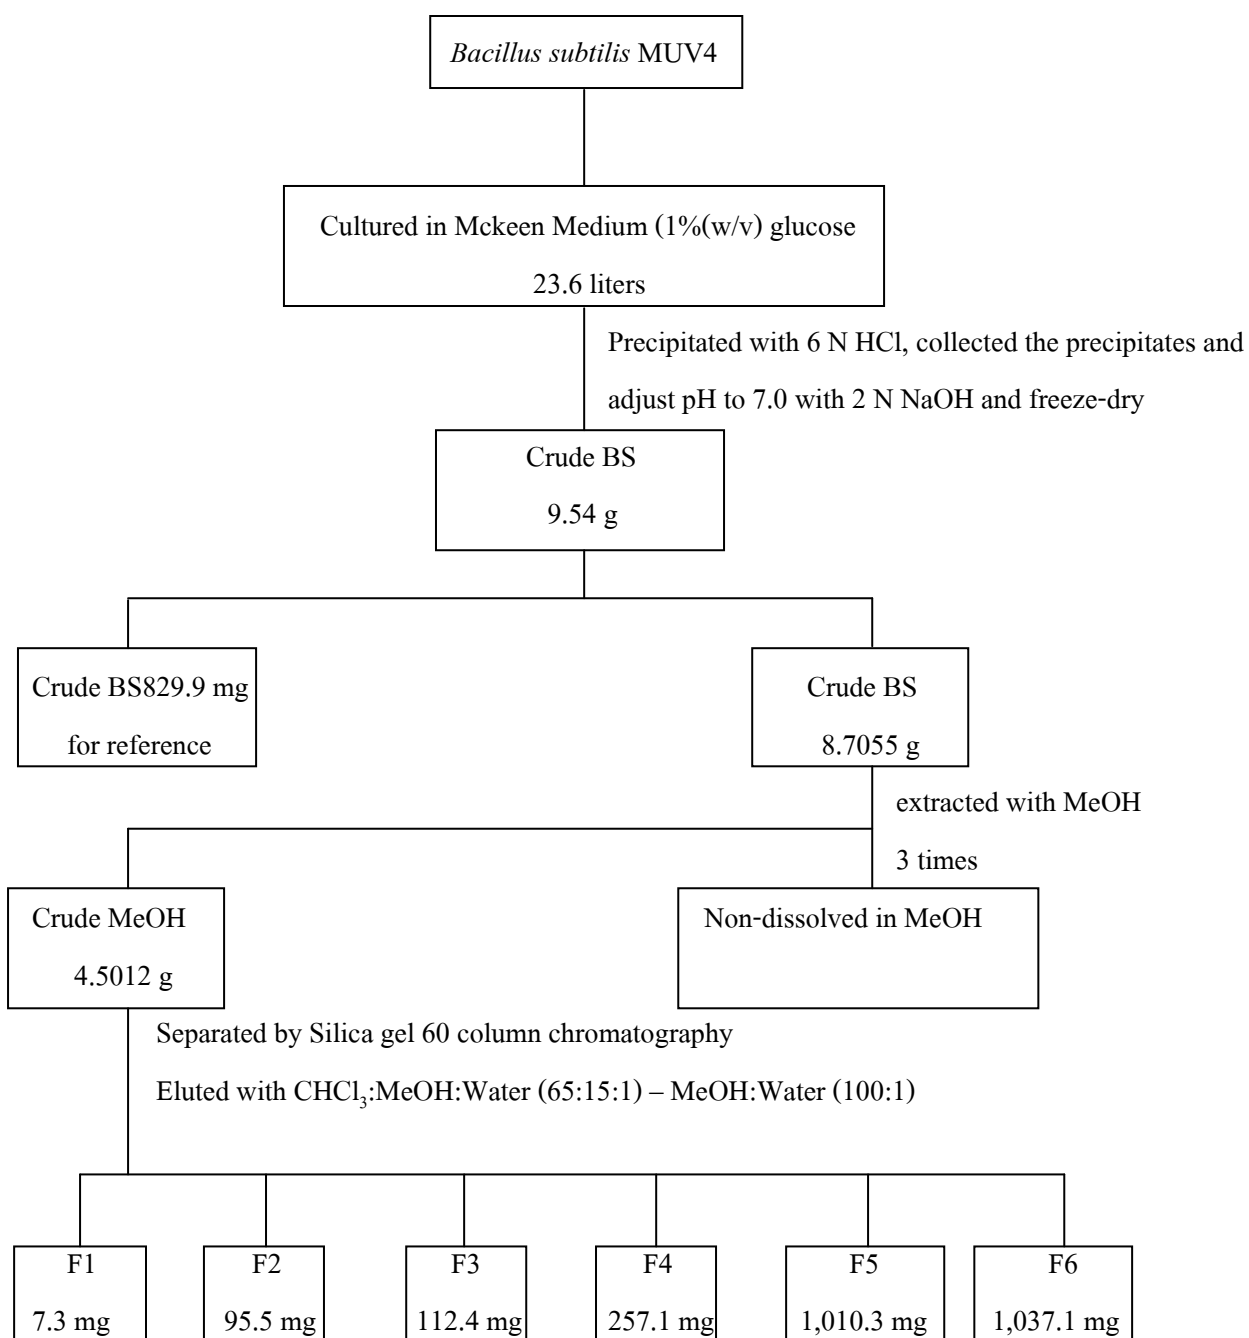 Bacillus subtilis MUV4
Cultured in Mckeen Medium (1%(w/v) glucose
23.6 liters
Precipitated with 6 N HCl, collected the precipitates and
adjust pH to 7.0 with 2 N NaOH and freeze-dry
Crude BS
9.54 g
Crude BS829.9 mg
for reference
Crude BS
8.7055 g
extracted with MeOH
3 times
Crude MeOH
4.5012 g
Non-dissolved in MeOH
Separated by Silica gel 60 column chromatography
Eluted with CHCl₃:MeOH:Water (65:15:1) – MeOH:Water (100:1)
F1
7.3 mg
F2
95.5 mg
F3
112.4 mg
F4
257.1 mg
F5
1,010.3 mg
F6
1,037.1 mg